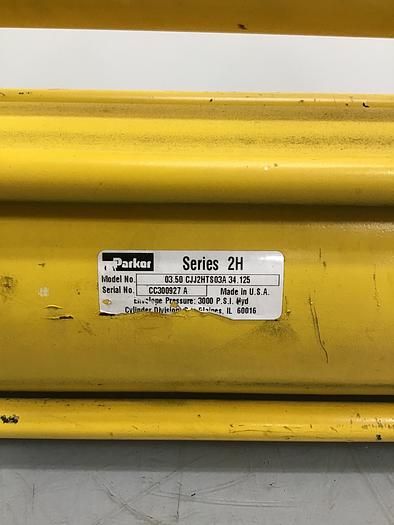 Parker Series 2H
Model No. 03.50 CJJ2HTS03A 34.125
Serial No. CC300927 A Made in U.S.A.
Envelope Pressure: 3000 P.S.I. Hyd
Cylinder Division Plaines, IL 60016